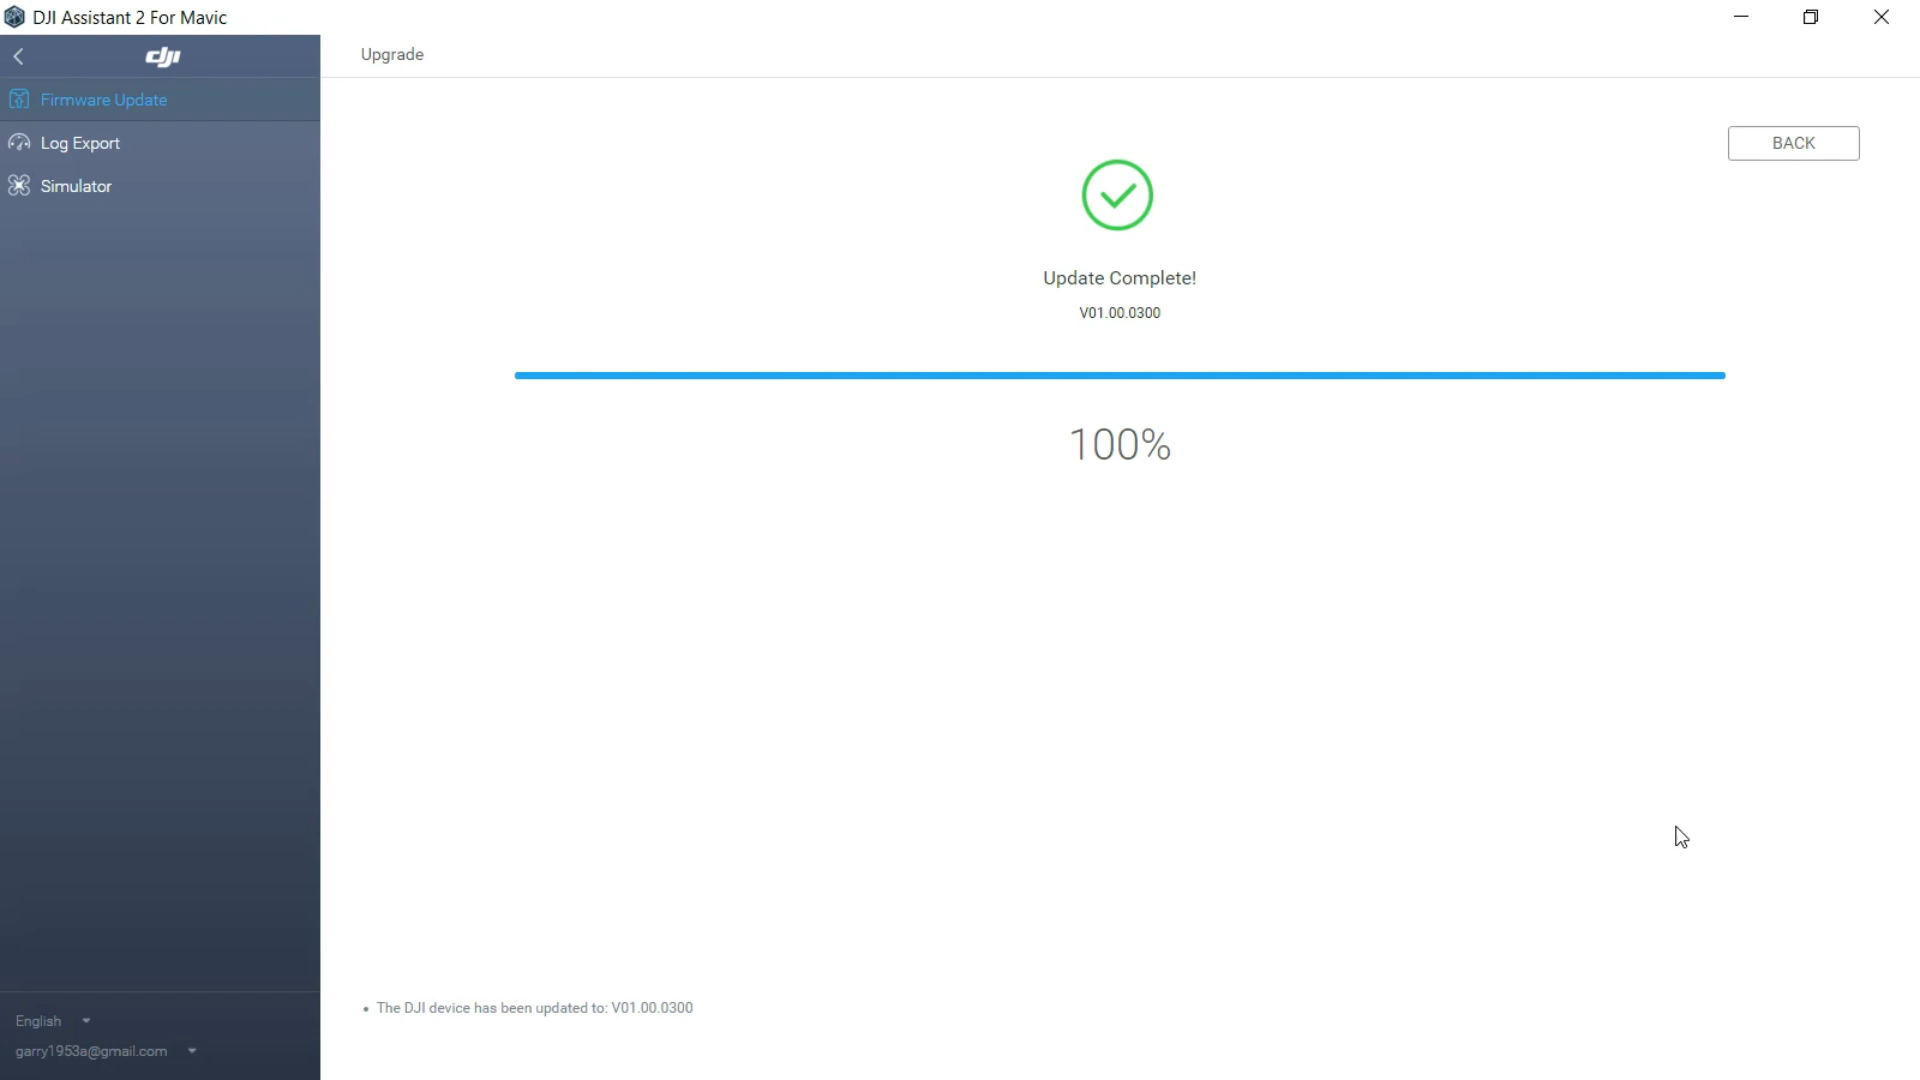 DJI Assistant 2 For Mavic
dji
Upgrade
Firmware Update
Log Export
Simulator
BACK
Update Complete!
V01.00.0300
100%
• The DJI device has been updated to: V01.00.0300
English
garry1953a@gmail.com